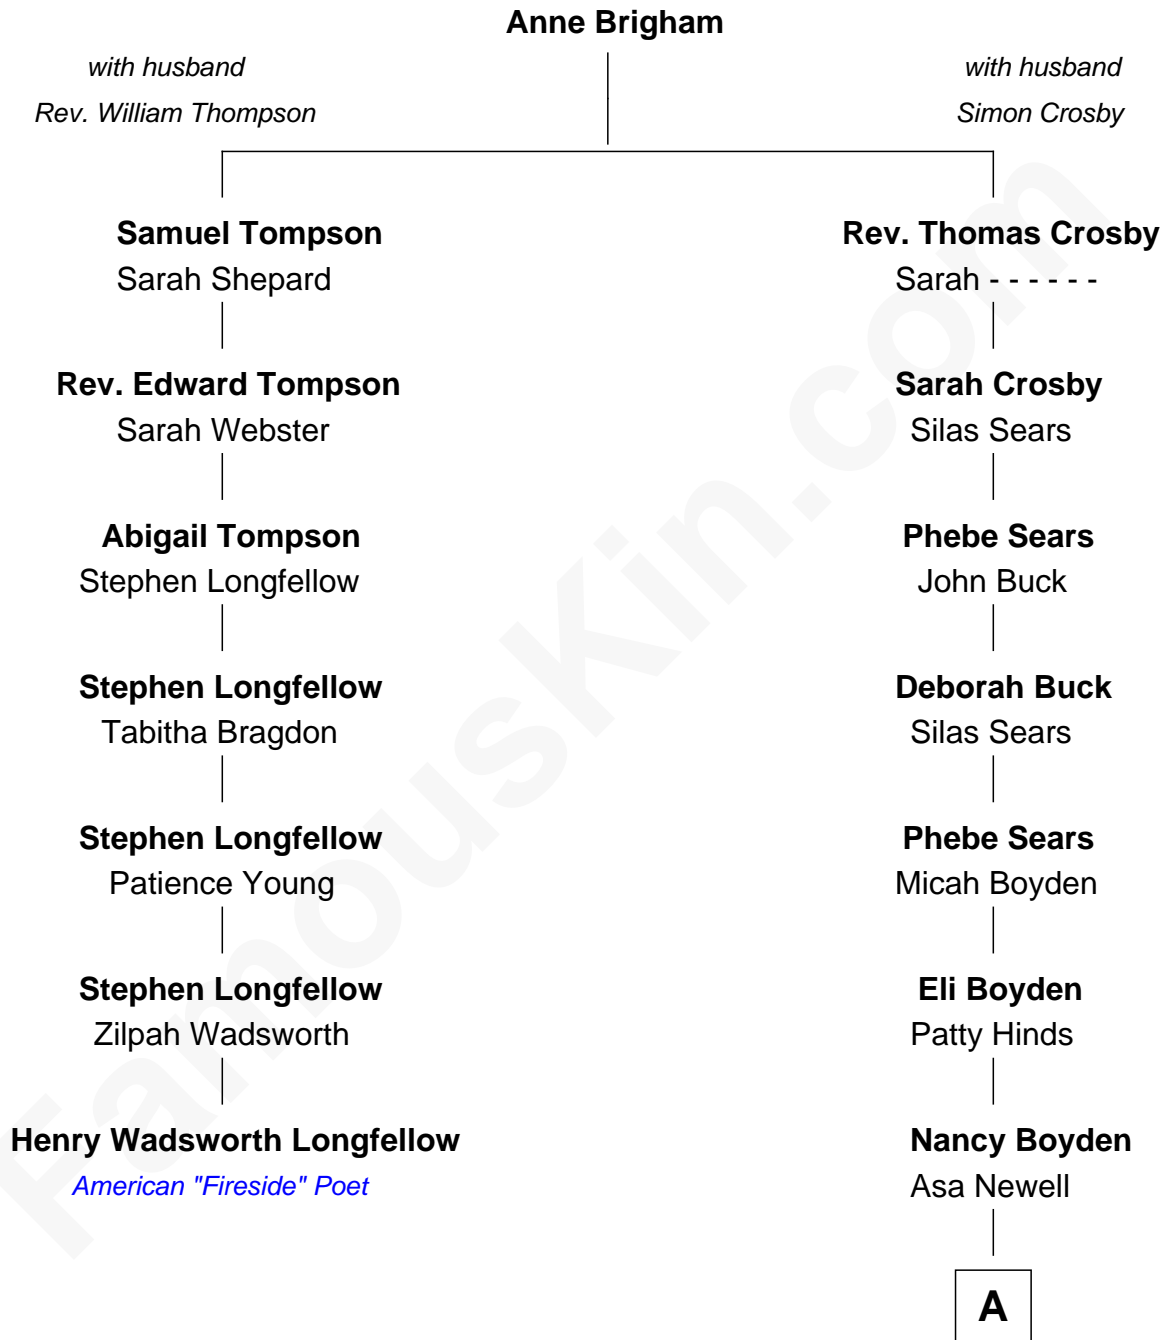 Anne Brigham
with husband
Rev. William Thompson
with husband
Simon Crosby
Samuel Tompson
Sarah Shepard
Rev. Thomas Crosby
Sarah - - - - - -
Rev. Edward Tompson
Sarah Webster
Sarah Crosby
Silas Sears
Abigail Tompson
Stephen Longfellow
Phebe Sears
John Buck
Stephen Longfellow
Tabitha Bragdon
Deborah Buck
Silas Sears
Stephen Longfellow
Patience Young
Phebe Sears
Micah Boyden
Stephen Longfellow
Zilpah Wadsworth
Eli Boyden
Patty Hinds
Henry Wadsworth Longfellow
American "Fireside" Poet
Nancy Boyden
Asa Newell
A
FamousKin.com